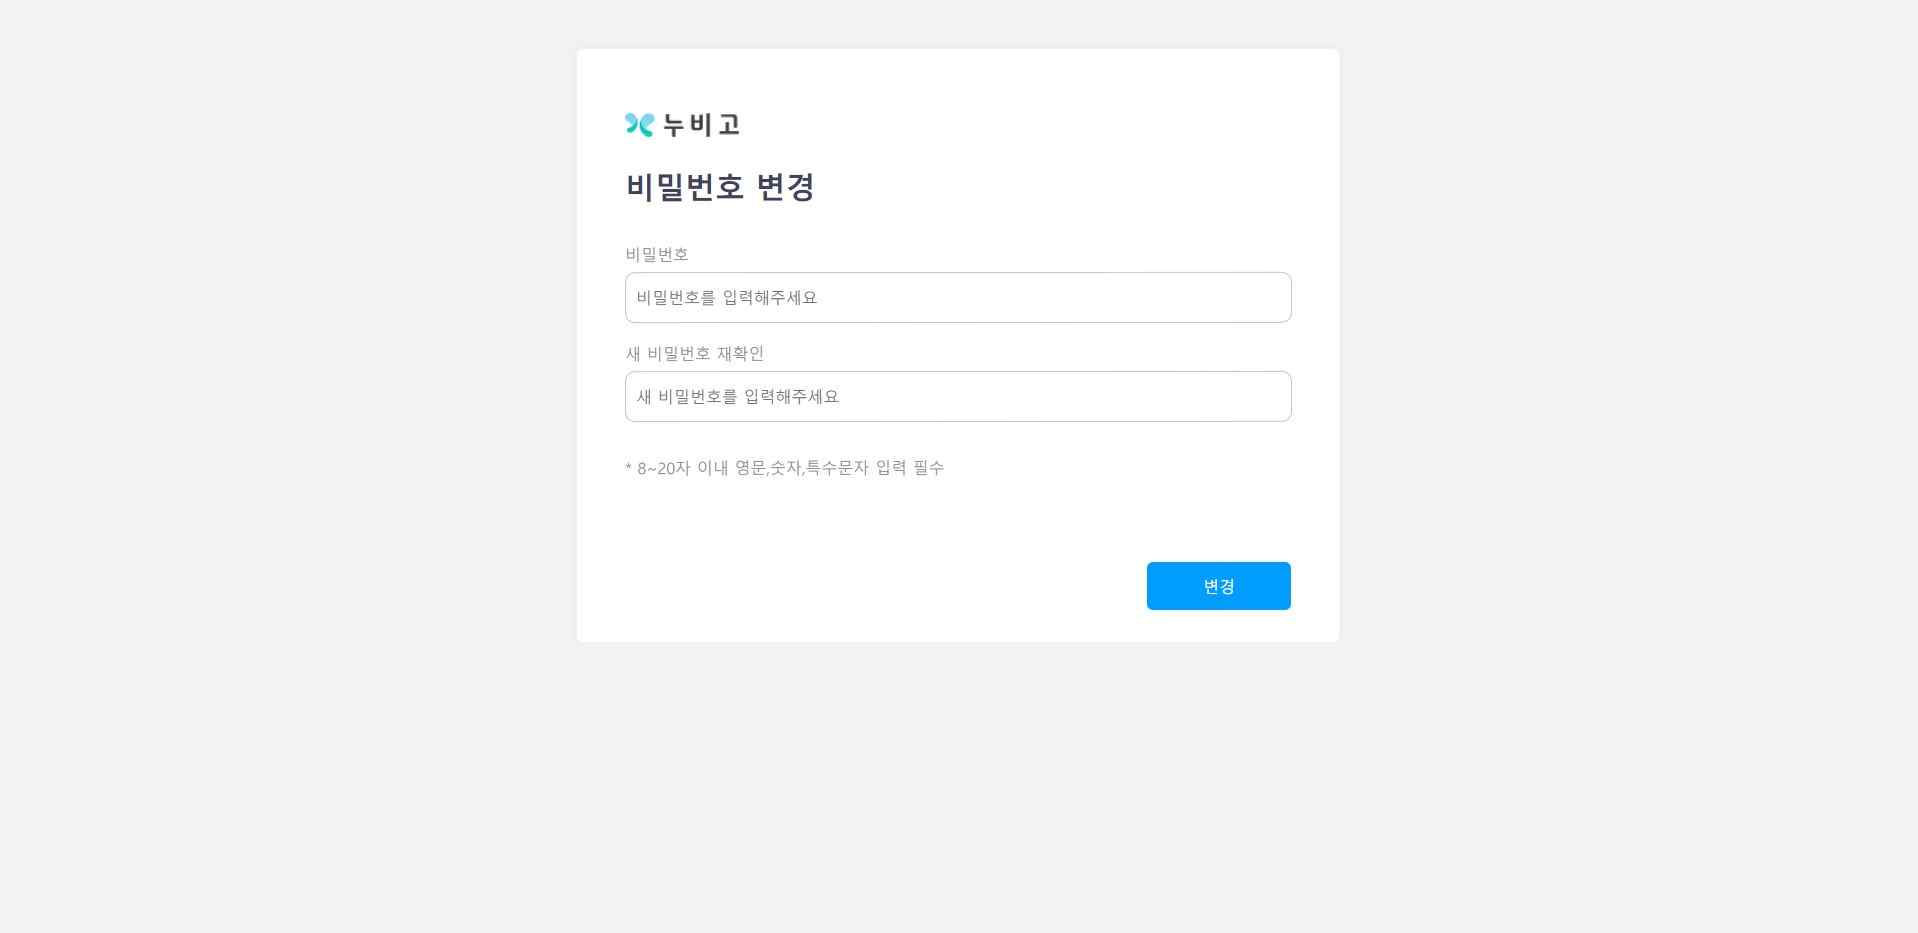 누비고
비밀번호 변경
비밀번호
비밀번호를 입력해주세요
새 비밀번호 재확인
새 비밀번호를 입력해주세요
* 8~20자 이내 영문,숫자,특수문자 입력 필수
변경